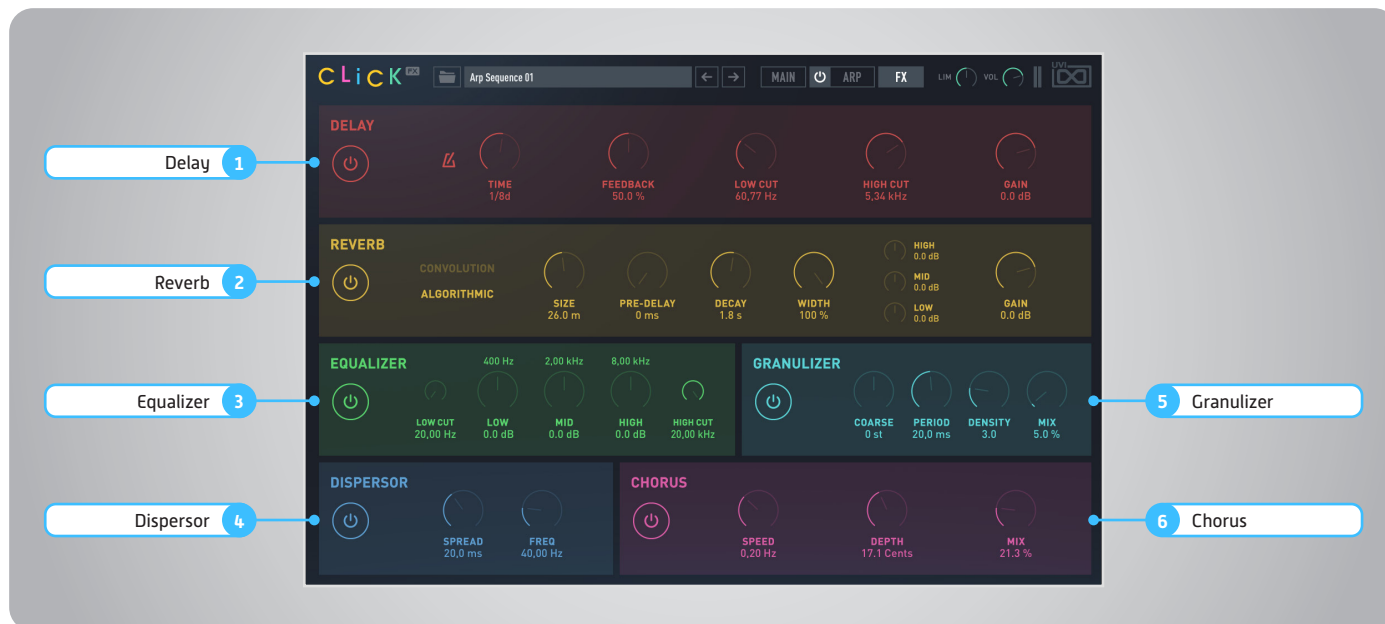 CLiCK FX
Arp Sequence 01
← →
MAIN
ARP
FX
LIM
VOL
UVI
DELAY
TIME
1/8d
FEEDBACK
50.0 %
LOW CUT
60,77 Hz
HIGH CUT
5,34 kHz
GAIN
0.0 dB
Delay 1
REVERB
CONVOLUTION
ALGORITHMIC
SIZE
26.0 m
PRE-DELAY
0 ms
DECAY
1.8 s
WIDTH
100 %
HIGH
0.0 dB
MID
0.0 dB
LOW
0.0 dB
GAIN
0.0 dB
Reverb 2
EQUALIZER
400 Hz
2,00 kHz
8,00 kHz
LOW CUT
20,00 Hz
LOW
0.0 dB
MID
0.0 dB
HIGH
0.0 dB
HIGH CUT
20,00 kHz
Equalizer 3
GRANULIZER
COARSE
0 st
PERIOD
20,0 ms
DENSITY
3.0
MIX
5.0 %
5 Granulizer
DISPERSOR
SPREAD
20,0 ms
FREQ
40,00 Hz
Dispersor 4
CHORUS
SPEED
0,20 Hz
DEPTH
17.1 Cents
MIX
21.3 %
6 Chorus